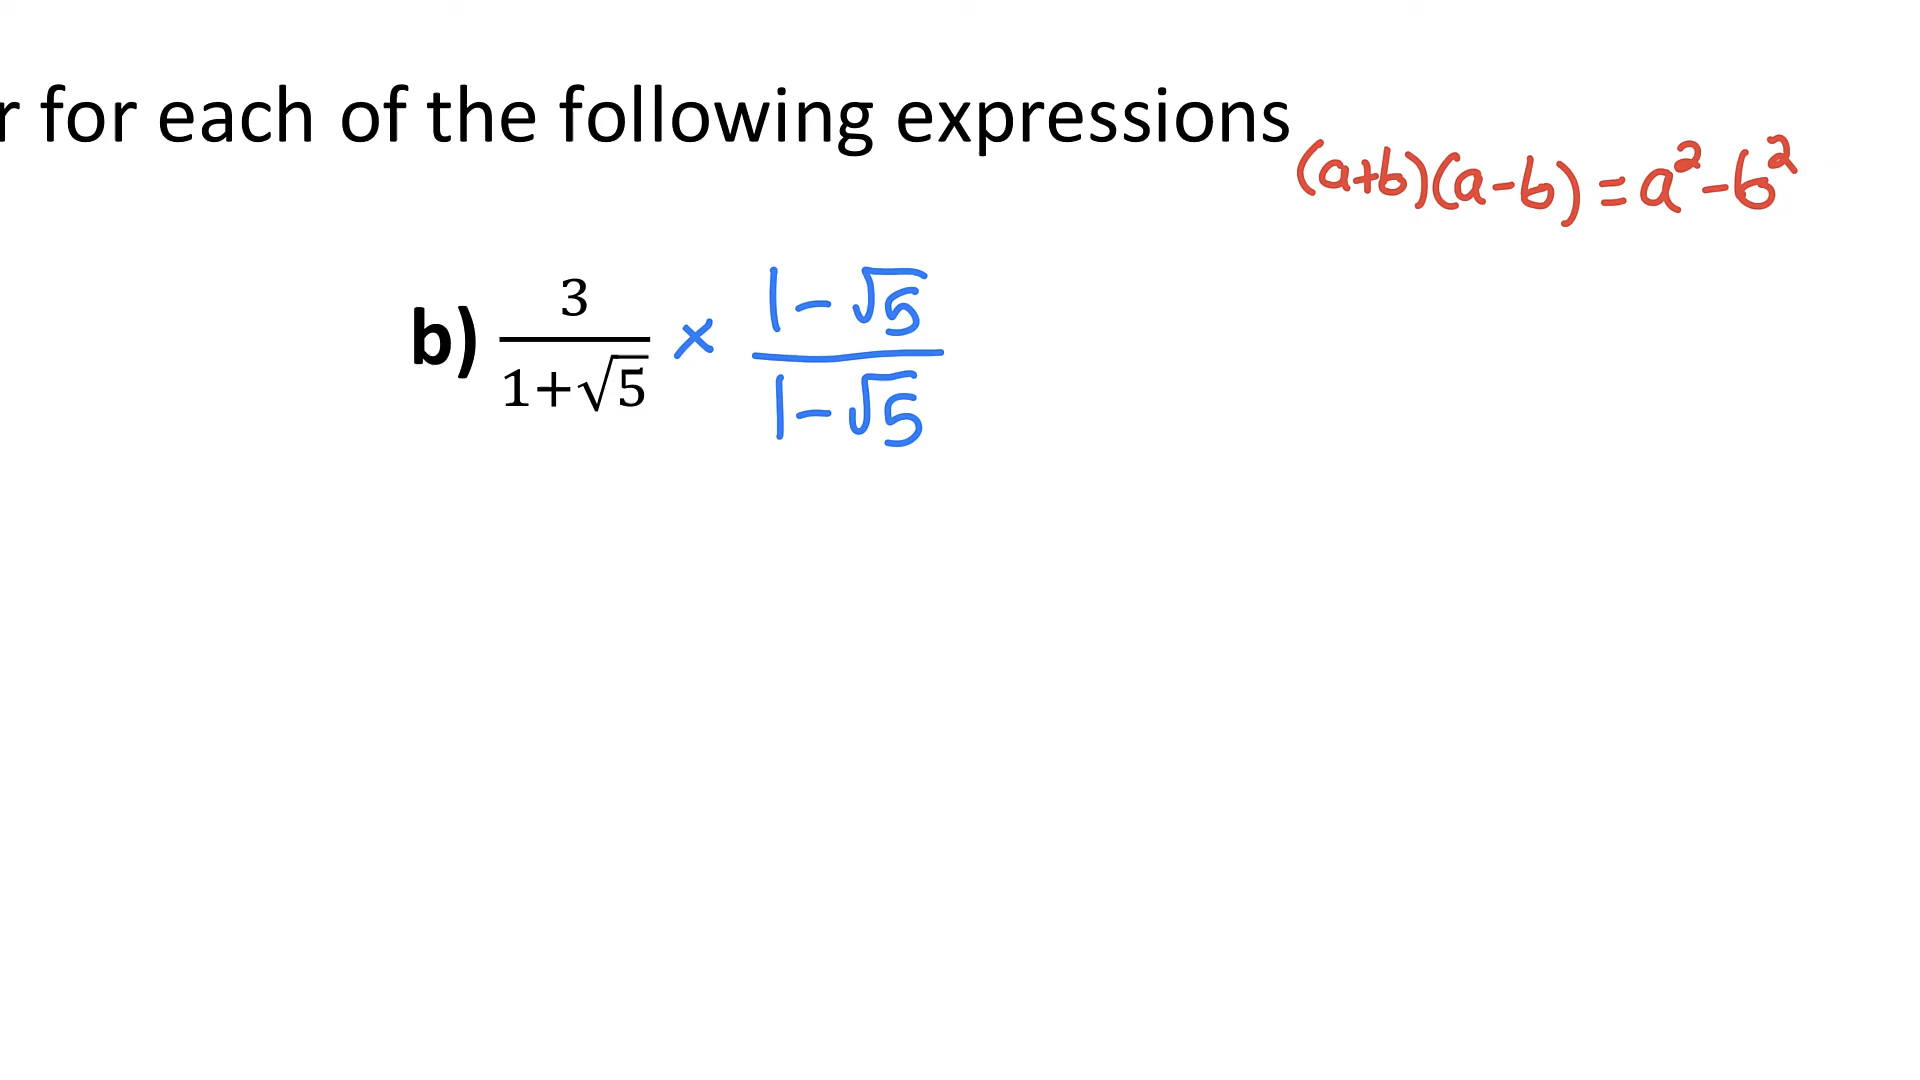 r for each of the following expressions
(a+b)(a-b) = a²-b²
b) 3/(1+√5) × (1-√5)/(1-√5)